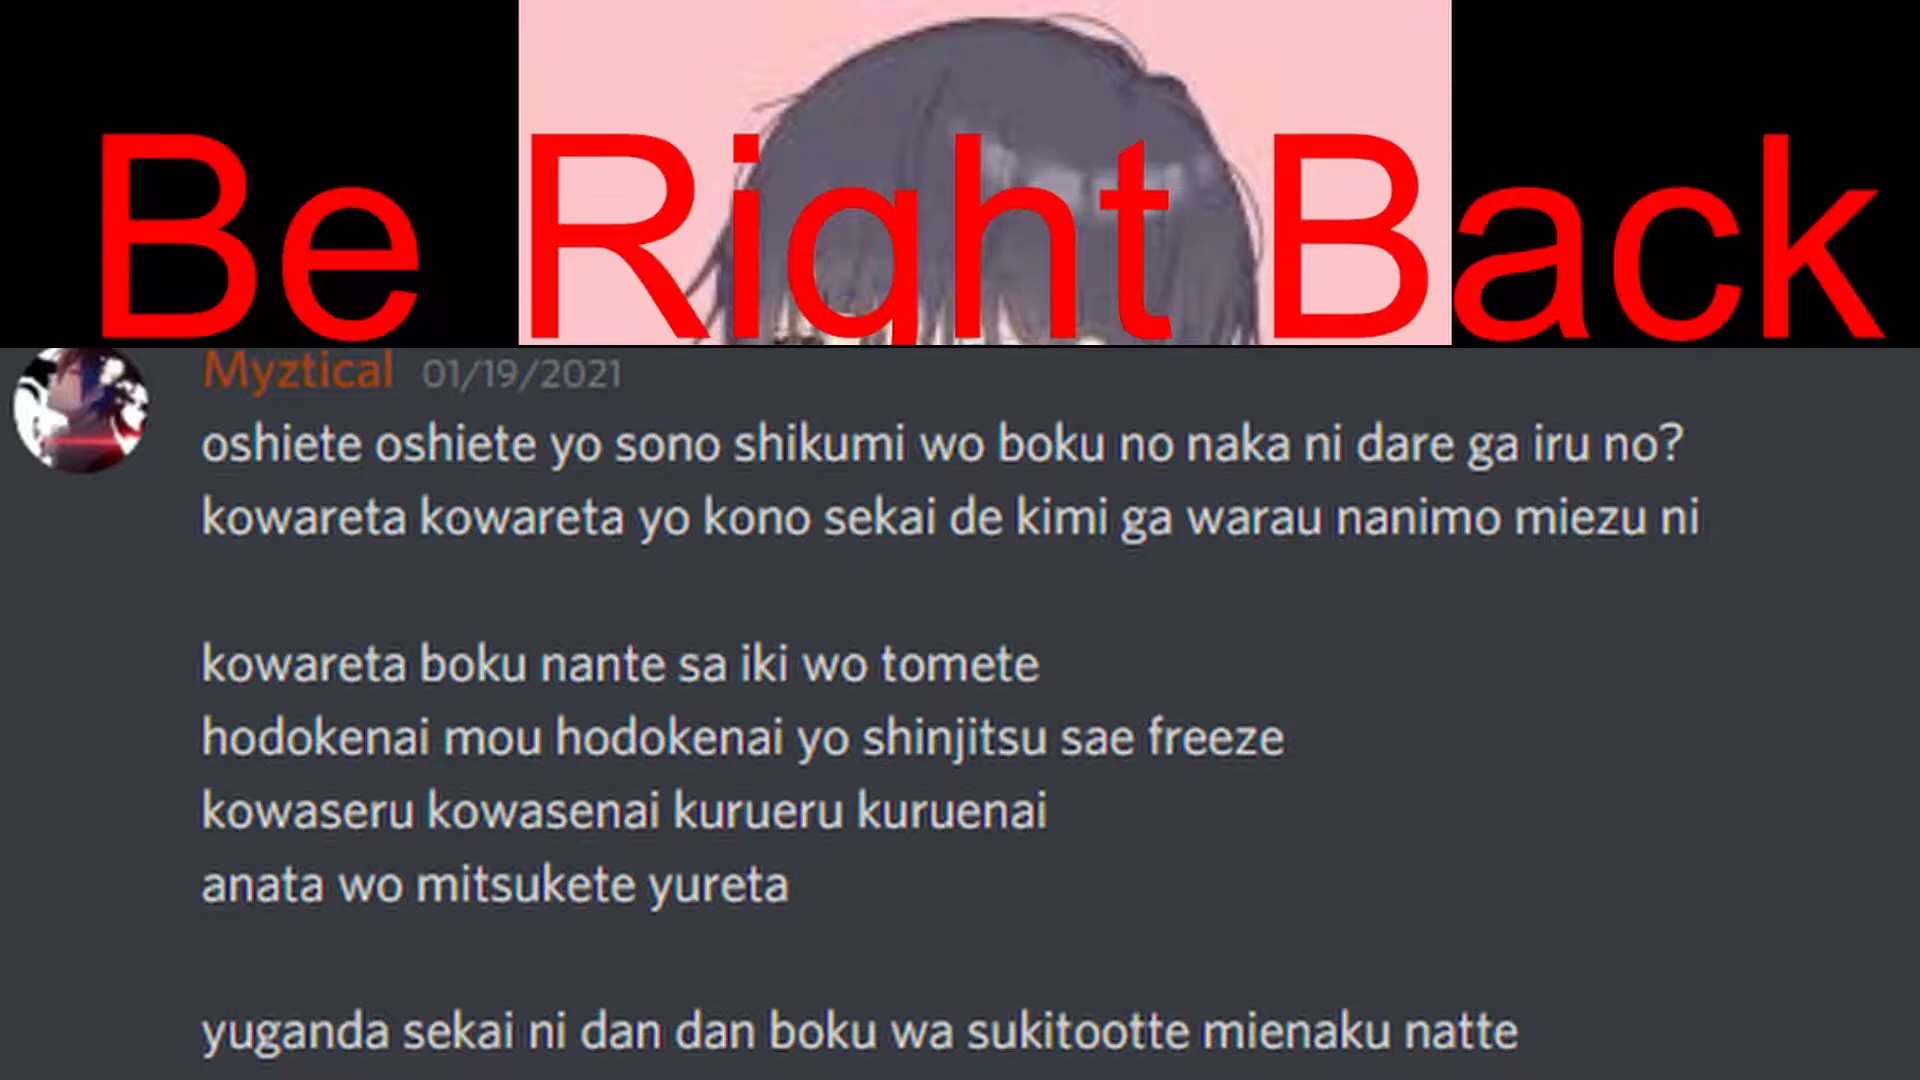 Be Right Back
Myztical 01/19/2021
oshiete oshiete yo sono shikumi wo boku no naka ni dare ga iru no?
kowareta kowareta yo kono sekai de kimi ga warau nanimo miezu ni
kowareta boku nante sa iki wo tomete
hodokenai mou hodokenai yo shinjitsu sae freeze
kowaseru kowasenai kurueru kuruenai
anata wo mitsukete yureta
yuganda sekai ni dan dan boku wa sukitootte mienaku natte